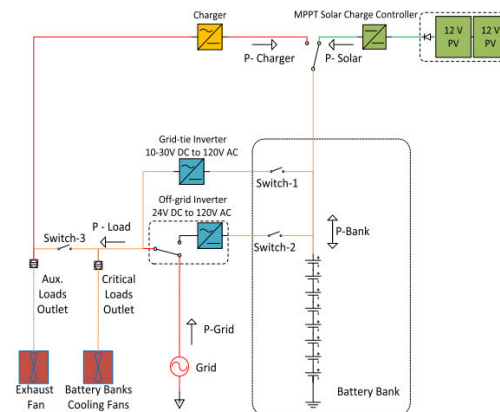 Charger
MPPT Solar Charge Controller
P- Charger
P- Solar
12 V
PV
12 V
PV
Grid-tie Inverter
10-30V DC to 120V AC
Switch-1
Off-grid Inverter
24V DC to 120V AC
P - Load
Switch-3
Switch-2
P-Bank
Aux.
Loads
Outlet
Critical
Loads
Outlet
P-Grid
Grid
Exhaust
Fan
Battery Banks
Cooling Fans
Battery Bank